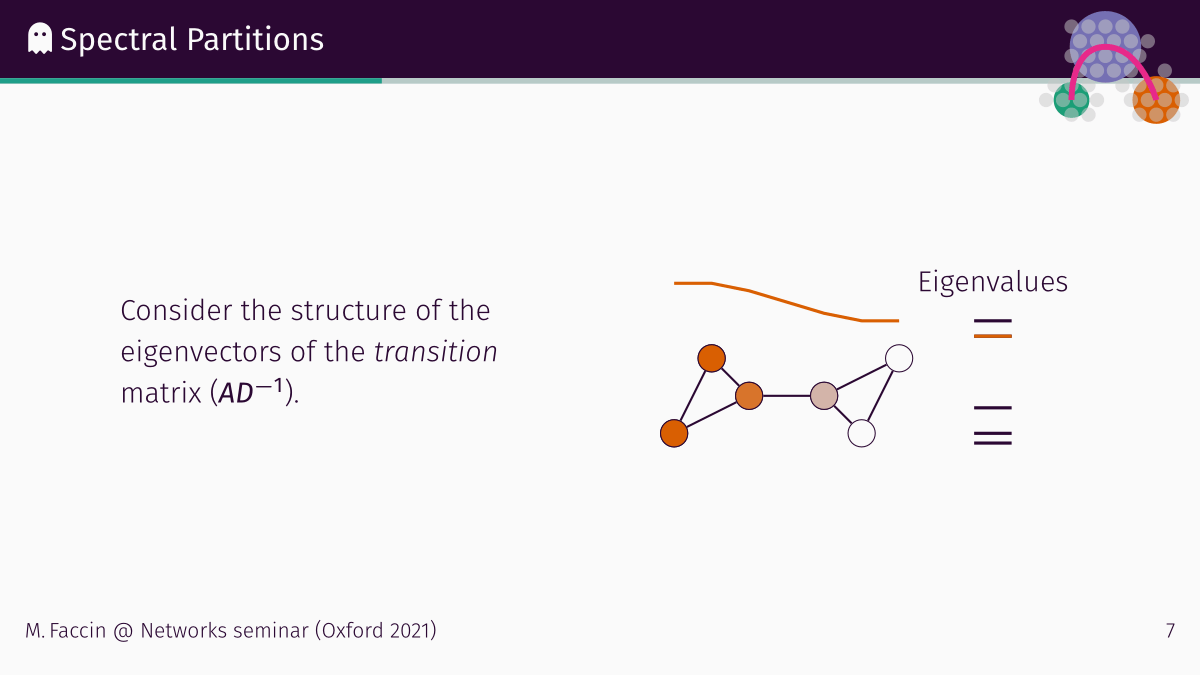 Spectral Partitions
Eigenvalues
Consider the structure of the
eigenvectors of the transition
matrix (AD⁻¹).
M. Faccin @ Networks seminar (Oxford 2021)
7